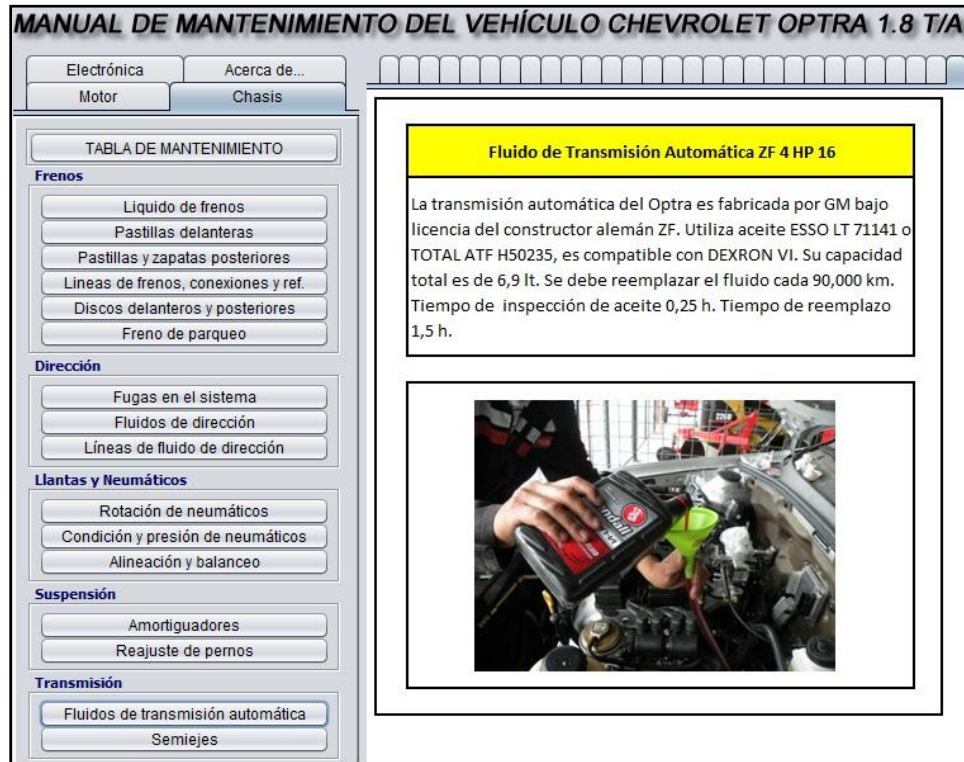 MANUAL DE MANTENIMIENTO DEL VEHÍCULO CHEVROLET OPTRA 1.8 T/A
Electrónica
Acerca de...
Motor
Chasis
TABLA DE MANTENIMIENTO
Frenos
Liquido de frenos
Pastillas delanteras
Pastillas y zapatas posteriores
Lineas de frenos, conexiones y ref.
Discos delanteros y posteriores
Freno de parqueo
Dirección
Fugas en el sistema
Fluidos de dirección
Líneas de fluido de dirección
Llantas y Neumáticos
Rotación de neumáticos
Condición y presión de neumáticos
Alineación y balanceo
Suspensión
Amortiguadores
Reajuste de pernos
Transmisión
Fluidos de transmisión automática
Semiejes
Fluido de Transmisión Automática ZF 4 HP 16
La transmisión automática del Optra es fabricada por GM bajo
licencia del constructor alemán ZF. Utiliza aceite ESSO LT 71141 o
TOTAL ATF H50235, es compatible con DEXRON VI. Su capacidad
total es de 6,9 lt. Se debe reemplazar el fluido cada 90,000 km.
Tiempo de inspección de aceite 0,25 h. Tiempo de reemplazo
1,5 h.
Kendall